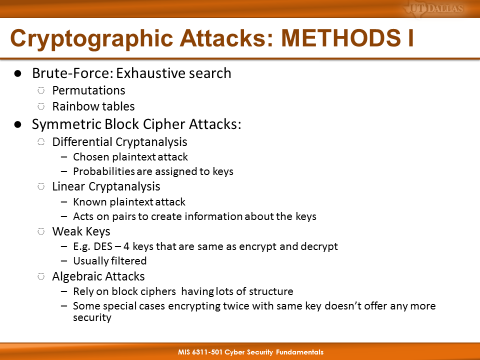 UT DALLAS
Cryptographic Attacks: METHODS I
● Brute-Force: Exhaustive search
◌ Permutations
◌ Rainbow tables
● Symmetric Block Cipher Attacks:
◌ Differential Cryptanalysis
– Chosen plaintext attack
– Probabilities are assigned to keys
◌ Linear Cryptanalysis
– Known plaintext attack
– Acts on pairs to create information about the keys
◌ Weak Keys
– E.g. DES – 4 keys that are same as encrypt and decrypt
– Usually filtered
◌ Algebraic Attacks
– Rely on block ciphers having lots of structure
– Some special cases encrypting twice with same key doesn’t offer any more
security
MIS 6311-501 Cyber Security Fundamentals